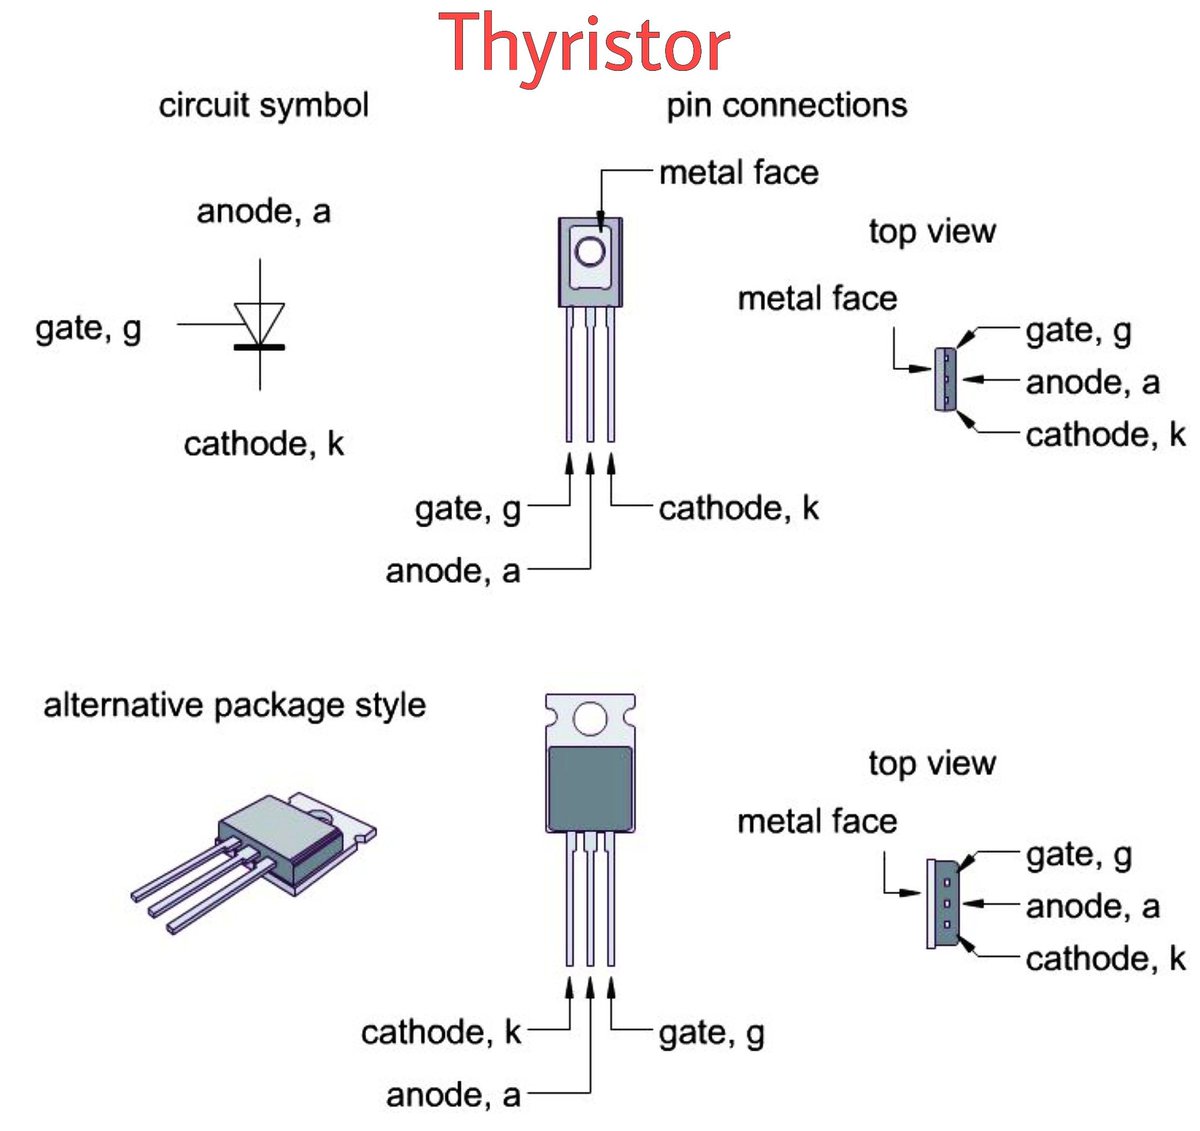 Thyristor
circuit symbol
pin connections
metal face
anode, a
top view
metal face
gate, g
gate, g
anode, a
cathode, k
cathode, k
gate, g
cathode, k
anode, a
alternative package style
top view
metal face
gate, g
anode, a
cathode, k
cathode, k
gate, g
anode, a